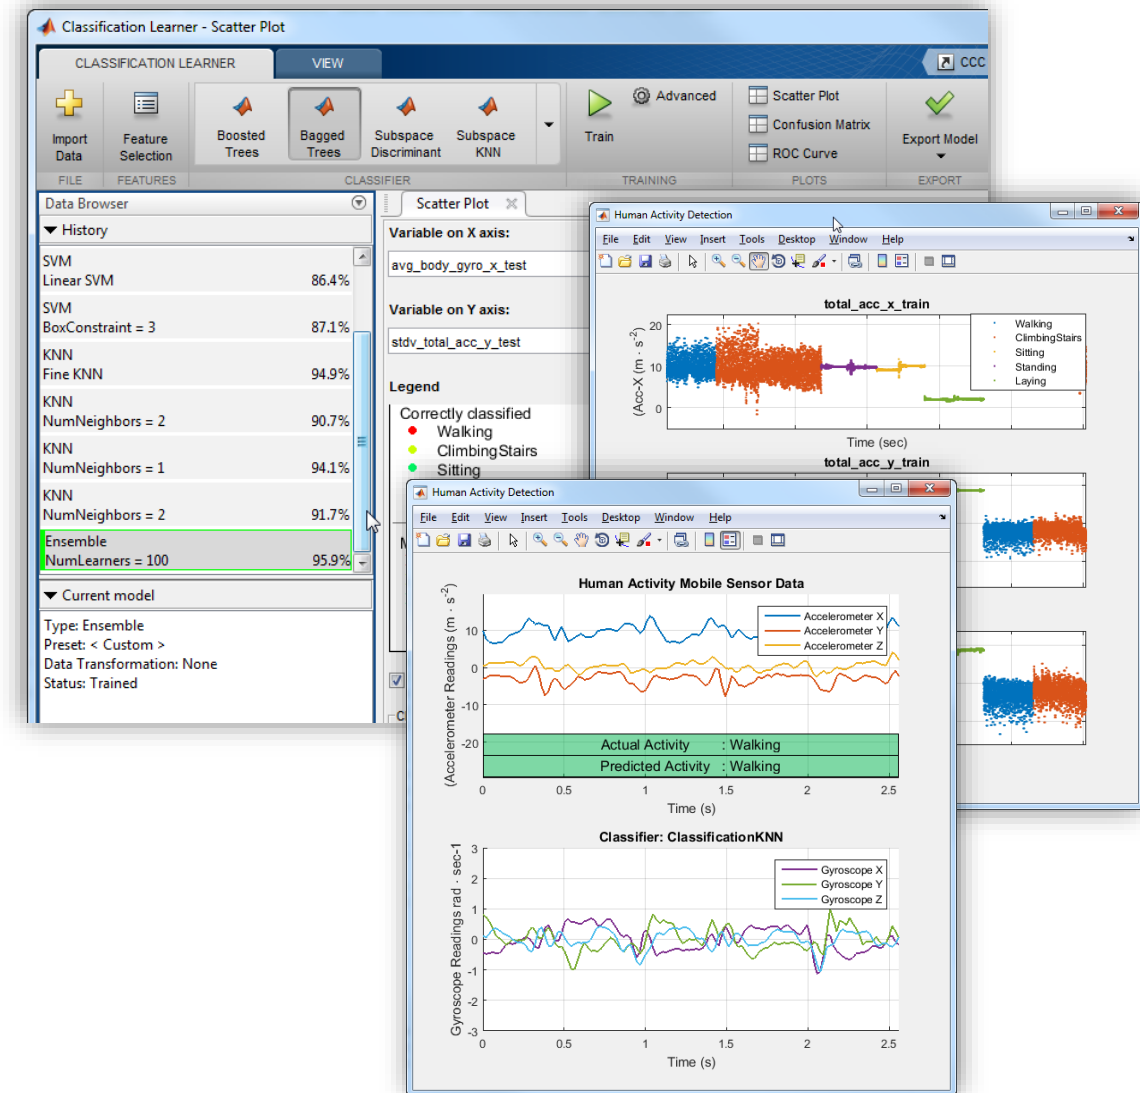 Classification Learner - Scatter Plot
CLASSIFICATION LEARNER
VIEW
CCC
Import Data
Feature Selection
Boosted Trees
Bagged Trees
Subspace Discriminant
Subspace KNN
Train
Advanced
Scatter Plot
Confusion Matrix
ROC Curve
Export Model
FILE
FEATURES
CLASSIFIER
TRAINING
PLOTS
EXPORT
Data Browser
History
SVM
Linear SVM 86.4%
SVM
BoxConstraint = 3 87.1%
KNN
Fine KNN 94.9%
KNN
NumNeighbors = 2 90.7%
KNN
NumNeighbors = 1 94.1%
KNN
NumNeighbors = 2 91.7%
Ensemble
NumLearners = 100 95.9%
Current model
Type: Ensemble
Preset: < Custom >
Data Transformation: None
Status: Trained
Scatter Plot
Variable on X axis:
avg_body_gyro_x_test
Variable on Y axis:
stdv_total_acc_y_test
Legend
Correctly classified
Walking
ClimbingStairs
Sitting
Human Activity Detection
File Edit View Insert Tools Desktop Window Help
total_acc_x_train
(Acc-X (m · s⁻²)
20
10
0
Walking
ClimbingStairs
Sitting
Standing
Laying
Time (sec)
total_acc_y_train
Human Activity Detection
File Edit View Insert Tools Desktop Window Help
Human Activity Mobile Sensor Data
(Accelerometer Readings (m · s⁻²)
10
0
-10
-20
Accelerometer X
Accelerometer Y
Accelerometer Z
Actual Activity : Walking
Predicted Activity : Walking
0 0.5 1 1.5 2 2.5
Time (s)
Classifier: ClassificationKNN
Gyroscope Readings rad · sec-1
3
2
1
0
-1
-2
-3
Gyroscope X
Gyroscope Y
Gyroscope Z
0 0.5 1 1.5 2 2.5
Time (s)